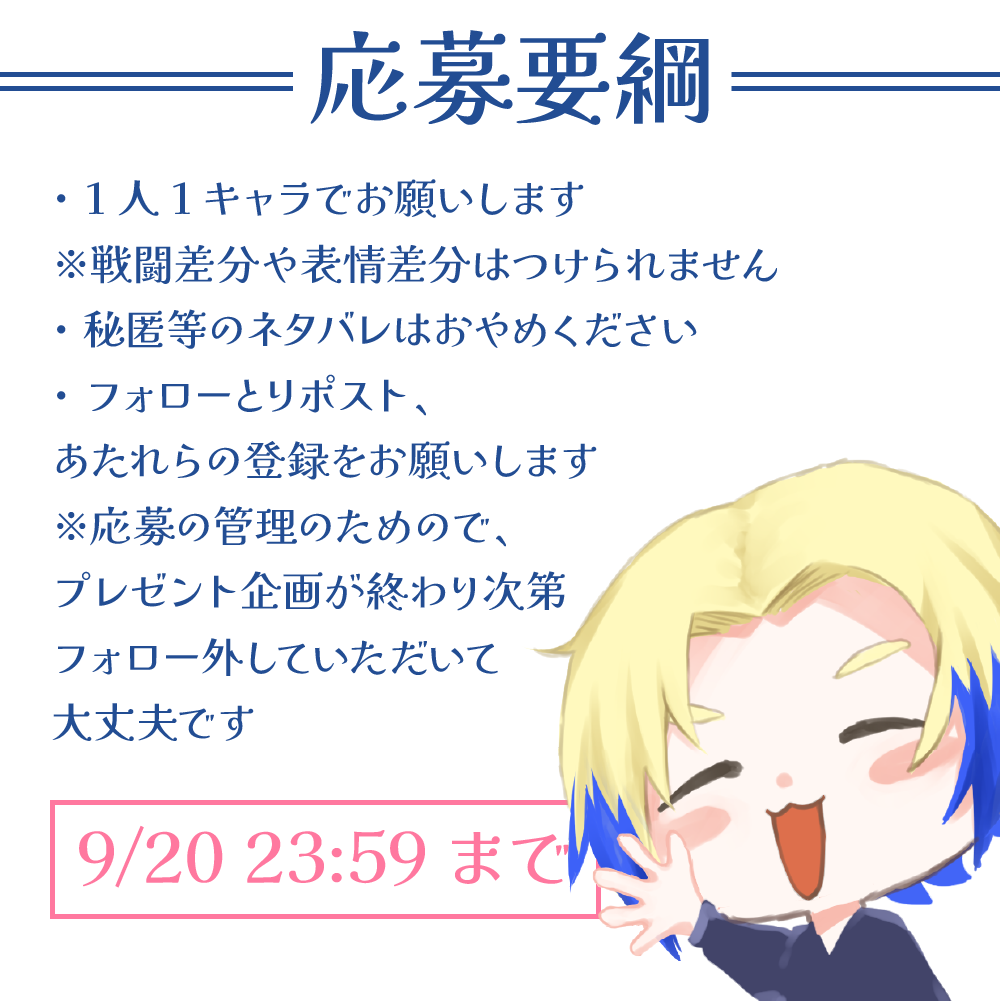 応募要綱
・1人1キャラでお願いします
※戦闘差分や表情差分はつけられません
・秘匿等のネタバレはおやめください
・フォローとリポスト、
あたれらの登録をお願いします
※応募の管理のためので、
プレゼント企画が終わり次第
フォロー外していただいて
大丈夫です
9/20 23:59 まで